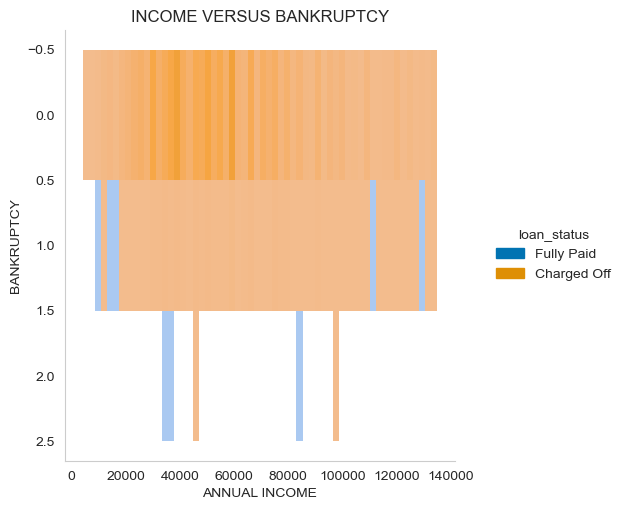 INCOME VERSUS BANKRUPTCY
−0.5
0.0
0.5
1.0
1.5
2.0
2.5
BANKRUPTCY
0 20000 40000 60000 80000 100000 120000 140000
ANNUAL INCOME
loan_status
Fully Paid
Charged Off